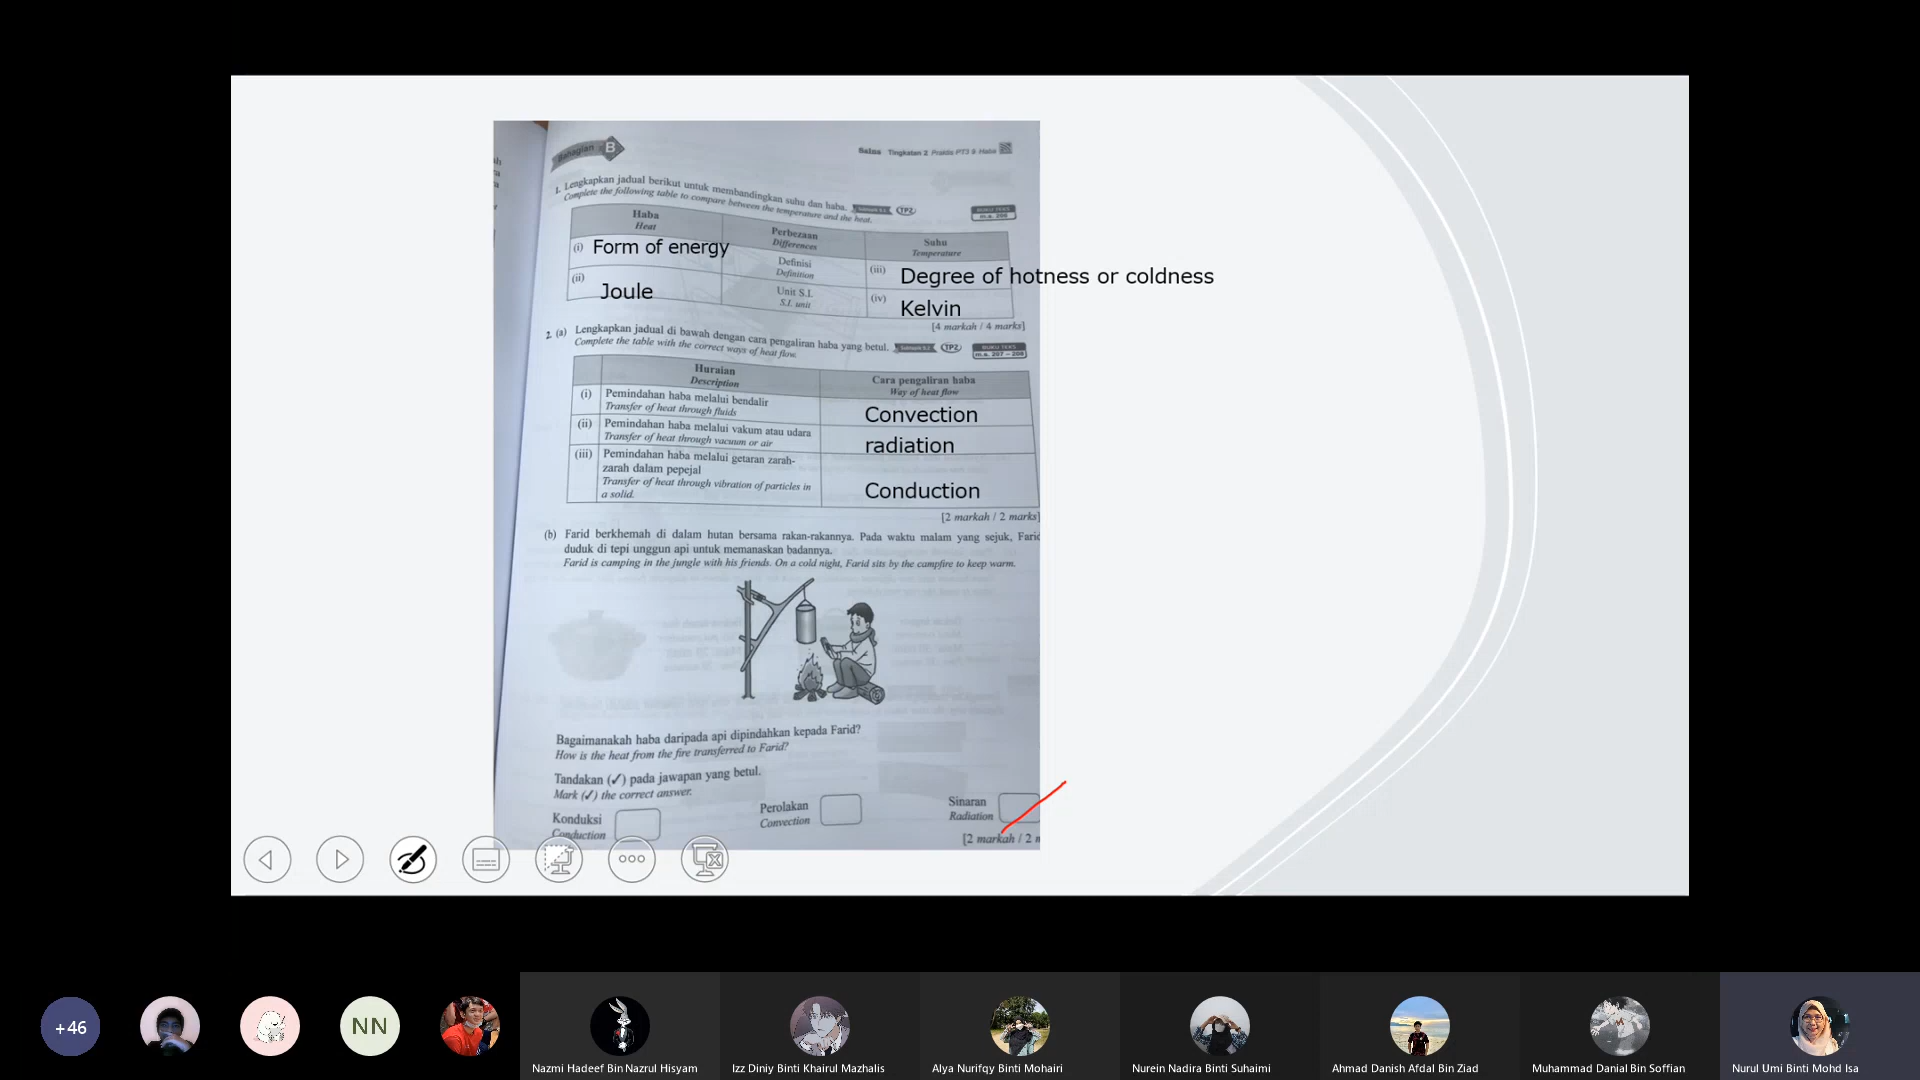 Bahagian B
Sains Tingkatan 2 Praktis PT3 9 Haba
1. Lengkapkan jadual berikut untuk membandingkan suhu dan haba. TP2
Complete the following table to compare between the temperature and the heat.
BUKU TEKS
m.s. 206
Haba
Heat
Perbezaan
Differences
Suhu
Temperature
(i) Form of energy
Definisi
Definition
(iii) Degree of hotness or coldness
(ii) Joule
Unit S.I.
S.I. unit
(iv) Kelvin
[4 markah / 4 marks]
2. (a) Lengkapkan jadual di bawah dengan cara pengaliran haba yang betul. TP2
Complete the table with the correct ways of heat flow.
BUKU TEKS
m.s. 207 – 208
Huraian
Description
Cara pengaliran haba
Way of heat flow
(i) Pemindahan haba melalui bendalir
Transfer of heat through fluids
Convection
(ii) Pemindahan haba melalui vakum atau udara
Transfer of heat through vacuum or air
radiation
(iii) Pemindahan haba melalui getaran zarah-
zarah dalam pepejal
Transfer of heat through vibration of particles in
a solid.
Conduction
[2 markah / 2 marks]
(b) Farid berkhemah di dalam hutan bersama rakan-rakannya. Pada waktu malam yang sejuk, Farid
duduk di tepi unggun api untuk memanaskan badannya.
Farid is camping in the jungle with his friends. On a cold night, Farid sits by the campfire to keep warm.
Bagaimanakah haba daripada api dipindahkan kepada Farid?
How is the heat from the fire transferred to Farid?
Tandakan (✓) pada jawapan yang betul.
Mark (✓) the correct answer.
Konduksi
Conduction
Perolakan
Convection
Sinaran
Radiation
[2 markah / 2 m
+46
NN
Nazmi Hadeef Bin Nazrul Hisyam
Izz Diniy Binti Khairul Mazhalis
Alya Nurifqy Binti Mohairi
Nurein Nadira Binti Suhaimi
Ahmad Danish Afdal Bin Ziad
Muhammad Danial Bin Soffian
Nurul Umi Binti Mohd Isa